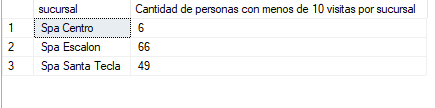 sucursal Cantidad de personas con menos de 10 visitas por sucursal
1 Spa Centro 6
2 Spa Escalon 66
3 Spa Santa Tecla 49